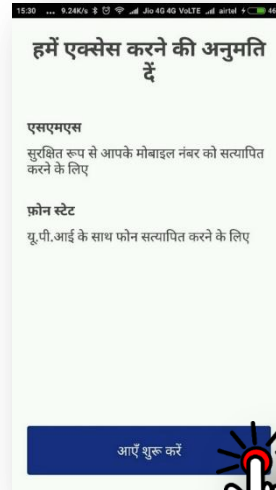 15:30 ... 9.24K/s Jio 4G 4G VoLTE airtel 46
हमें एक्सेस करने की अनुमति
दें
एसएमएस
सुरक्षित रूप से आपके मोबाइल नंबर को सत्यापित
करने के लिए
फ़ोन स्टेट
यू.पी.आई के साथ फोन सत्यापित करने के लिए
आएँ शुरू करें